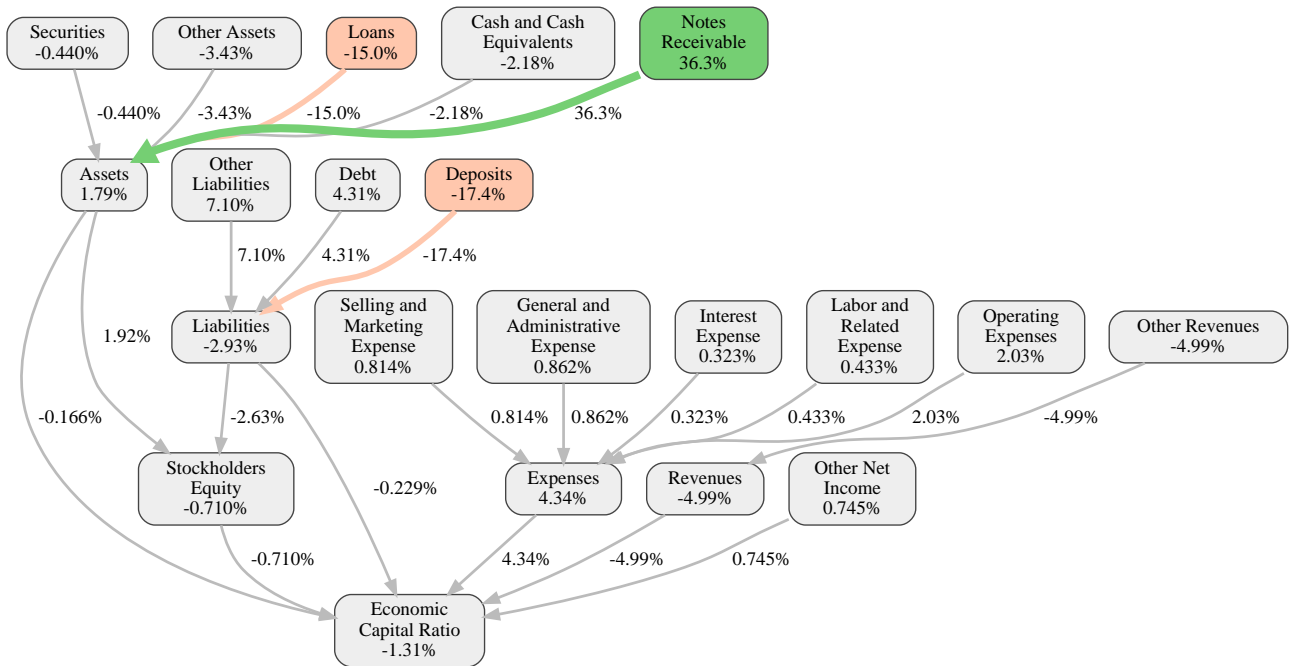 Securities
-0.440%
Other Assets
-3.43%
Loans
-15.0%
Cash and Cash
Equivalents
-2.18%
Notes
Receivable
36.3%
-0.440%
-3.43%
-15.0%
-2.18%
36.3%
Assets
1.79%
Other
Liabilities
7.10%
Debt
4.31%
Deposits
-17.4%
7.10%
4.31%
-17.4%
1.92%
Liabilities
-2.93%
Selling and
Marketing
Expense
0.814%
General and
Administrative
Expense
0.862%
Interest
Expense
0.323%
Labor and
Related
Expense
0.433%
Operating
Expenses
2.03%
Other Revenues
-4.99%
-0.166%
-2.63%
0.814%
0.862%
0.323%
0.433%
2.03%
-4.99%
Stockholders
Equity
-0.710%
-0.229%
Expenses
4.34%
Revenues
-4.99%
Other Net
Income
0.745%
-0.710%
4.34%
-4.99%
0.745%
Economic
Capital Ratio
-1.31%